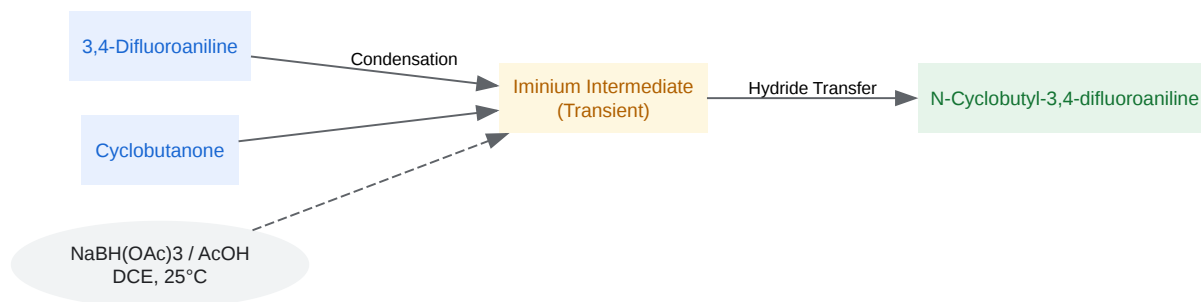 3,4-Difluoroaniline
Condensation
Cyclobutanone
Iminium Intermediate
(Transient)
Hydride Transfer
N-Cyclobutyl-3,4-difluoroaniline
NaBH(OAc)3 / AcOH
DCE, 25°C